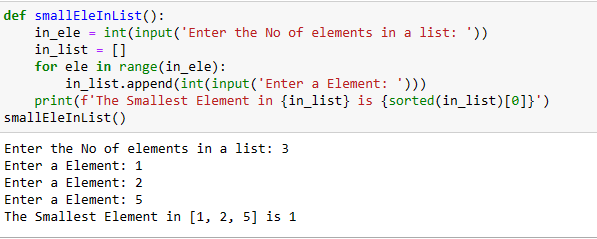 def smallEleInList():
    in_ele = int(input('Enter the No of elements in a list: '))
    in_list = []
    for ele in range(in_ele):
        in_list.append(int(input('Enter a Element: ')))
    print(f'The Smallest Element in {in_list} is {sorted(in_list)[0]}')
smallEleInList()
Enter the No of elements in a list: 3
Enter a Element: 1
Enter a Element: 2
Enter a Element: 5
The Smallest Element in [1, 2, 5] is 1